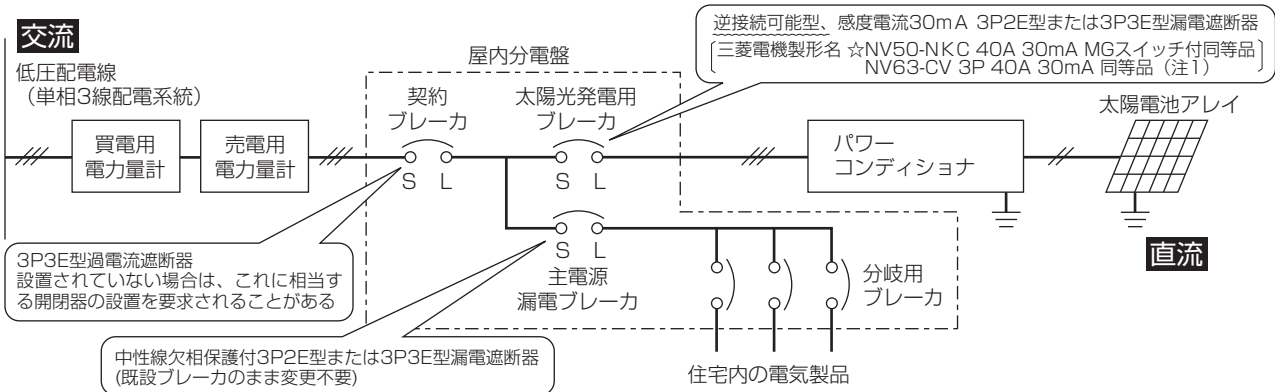 逆接続可能型、感度電流30mA 3P2E型または3P3E型漏電遮断器
三菱電機製形名 ☆NV50-NKC 40A 30mA MGスイッチ付同等品
NV63-CV 3P 40A 30mA 同等品（注1）
交流
低圧配電線
（単相3線配電系統）
屋内分電盤
契約
ブレーカ
太陽光発電用
ブレーカ
太陽電池アレイ
買電用
電力量計
売電用
電力量計
パワー
コンディショナ
S L
S L
S L
主電源
漏電ブレーカ
分岐用
ブレーカ
直流
3P3E型過電流遮断器
設置されていない場合は、これに相当す
る開閉器の設置を要求されることがある
中性線欠相保護付3P2E型または3P3E型漏電遮断器
(既設ブレーカのまま変更不要)
住宅内の電気製品